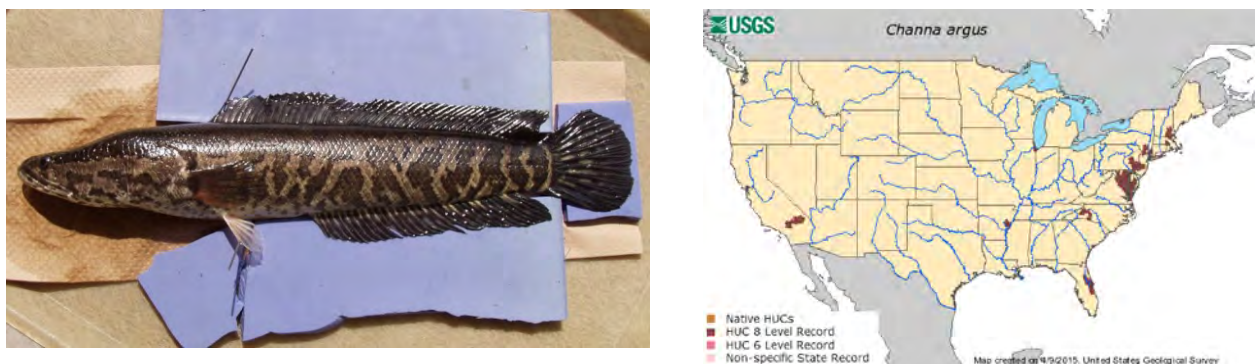 USGS
Channa argus
Native HUCs
HUC 8 Level Record
HUC 6 Level Record
Non-specific State Record
Map created on 4/9/2015. United States Geological Survey